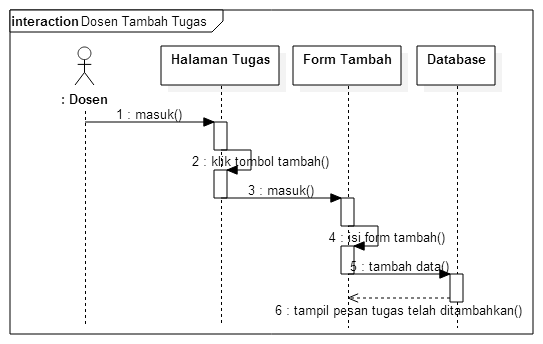 interaction Dosen Tambah Tugas
Halaman Tugas
Form Tambah
Database
: Dosen
1 : masuk()
2 : klik tombol tambah()
3 : masuk()
4 : isi form tambah()
5 : tambah data()
6 : tampil pesan tugas telah ditambahkan()